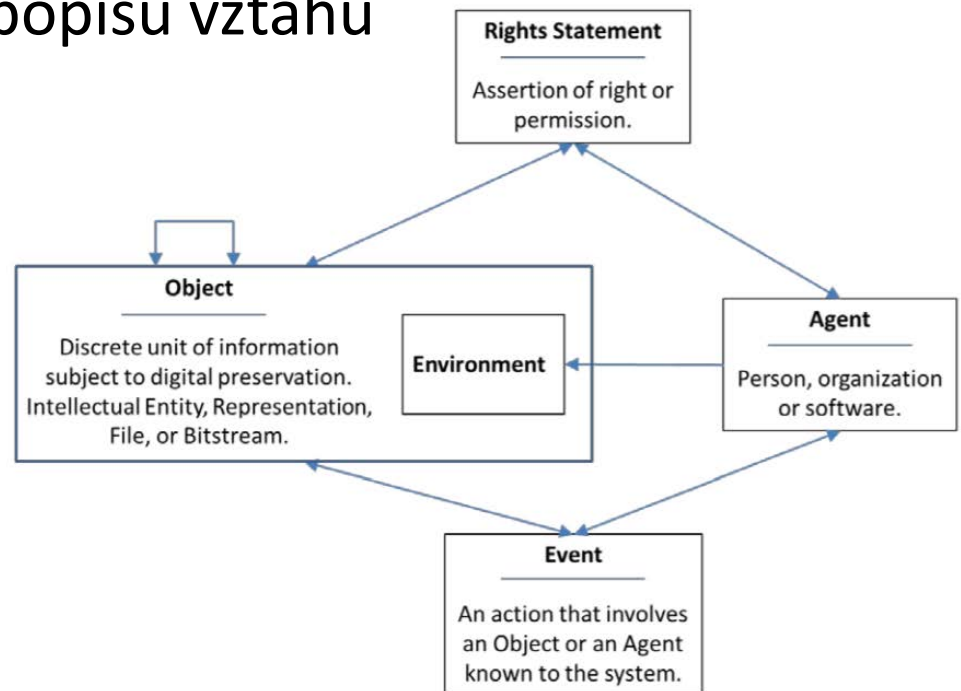 popisu vztahu
Rights Statement
Assertion of right or
permission.
Object
Discrete unit of information
subject to digital preservation.
Intellectual Entity, Representation,
File, or Bitstream.
Environment
Agent
Person, organization
or software.
Event
An action that involves
an Object or an Agent
known to the system.